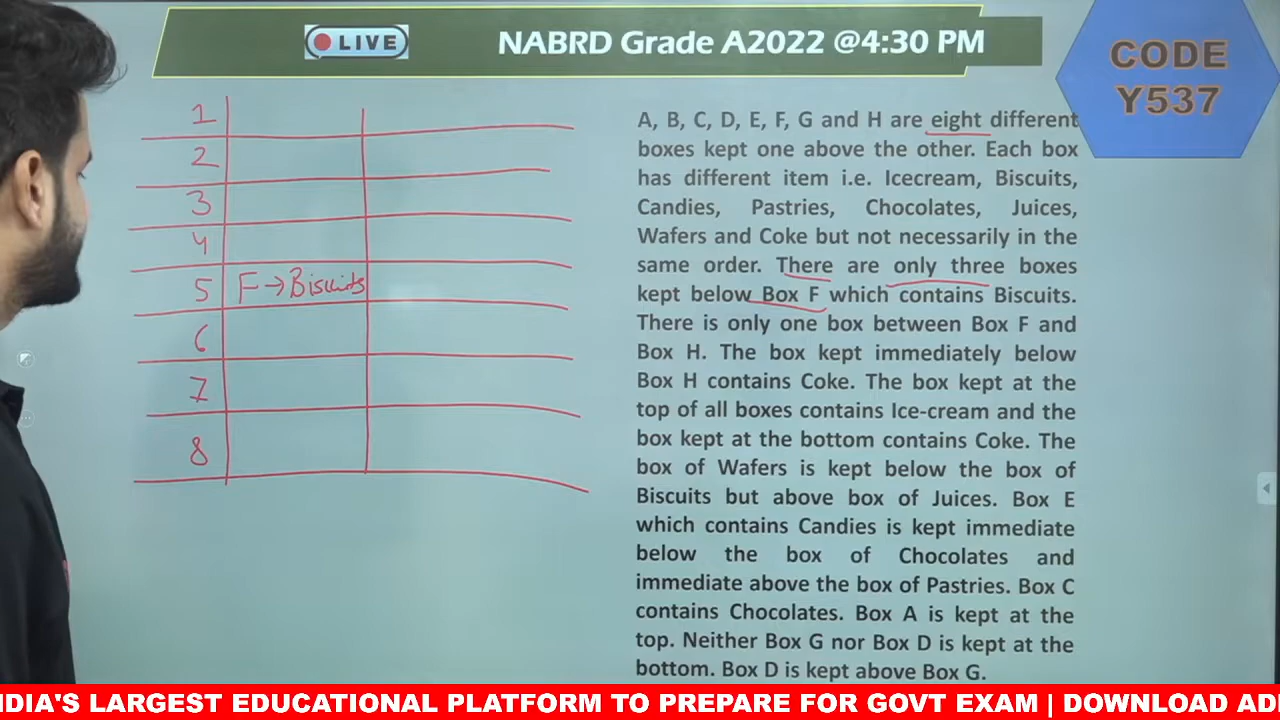 LIVE
NABRD Grade A2022 @4:30 PM
CODE
Y537
1
2
3
4
5 F→Biscuits
6
7
8
A, B, C, D, E, F, G and H are eight different
boxes kept one above the other. Each box
has different item i.e. Icecream, Biscuits,
Candies, Pastries, Chocolates, Juices,
Wafers and Coke but not necessarily in the
same order. There are only three boxes
kept below Box F which contains Biscuits.
There is only one box between Box F and
Box H. The box kept immediately below
Box H contains Coke. The box kept at the
top of all boxes contains Ice-cream and the
box kept at the bottom contains Coke. The
box of Wafers is kept below the box of
Biscuits but above box of Juices. Box E
which contains Candies is kept immediate
below the box of Chocolates and
immediate above the box of Pastries. Box C
contains Chocolates. Box A is kept at the
top. Neither Box G nor Box D is kept at the
bottom. Box D is kept above Box G.
NDIA'S LARGEST EDUCATIONAL PLATFORM TO PREPARE FOR GOVT EXAM | DOWNLOAD AD